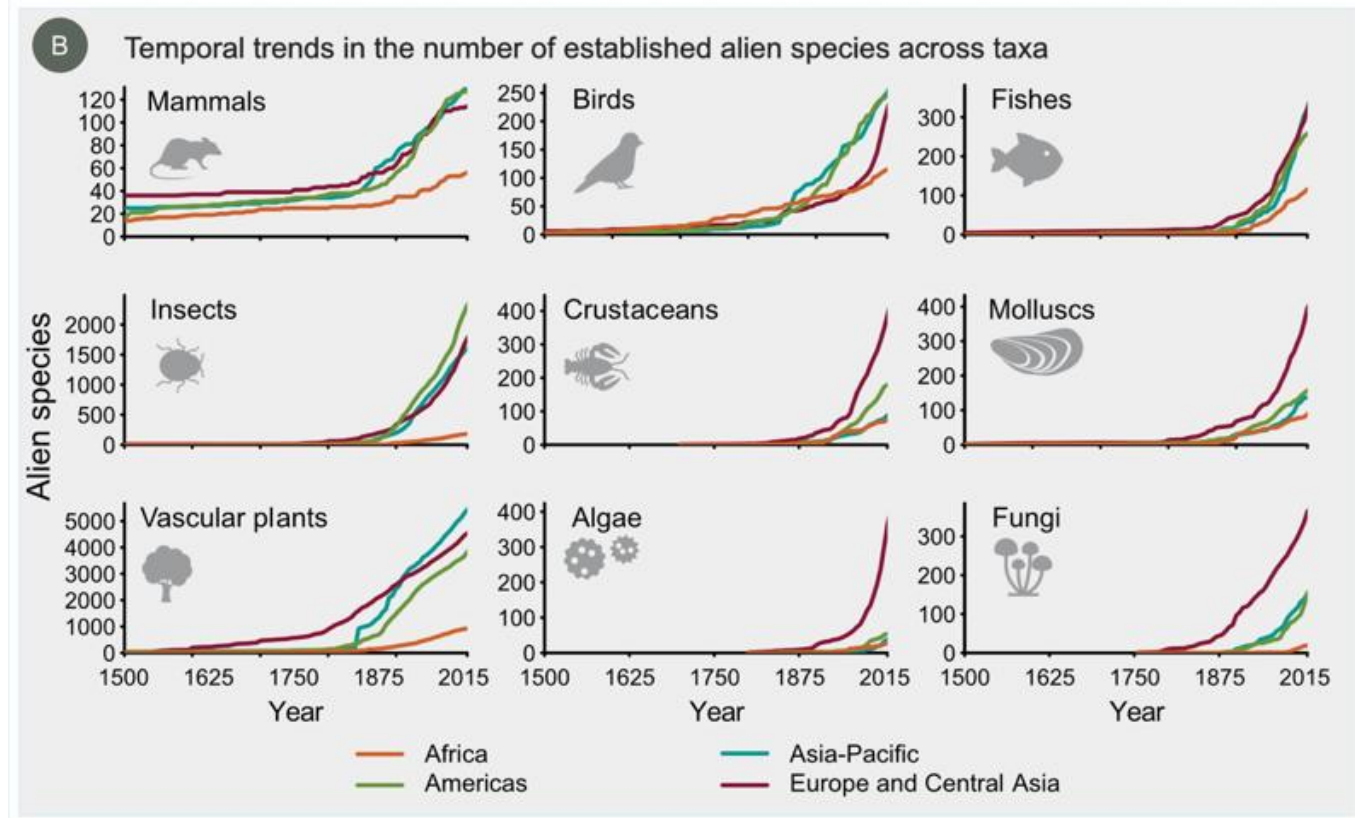 B
Temporal trends in the number of established alien species across taxa
Alien species
Mammals
120
100
80
60
40
20
0
Birds
250
200
150
100
50
0
Fishes
300
200
100
0
Insects
2000
1500
1000
500
0
Crustaceans
400
300
200
100
0
Molluscs
400
300
200
100
0
Vascular plants
5000
4000
3000
2000
1000
0
1500 1625 1750 1875 2015
Year
Algae
400
300
200
100
0
1500 1625 1750 1875 2015
Year
Fungi
300
200
100
0
1500 1625 1750 1875 2015
Year
Africa
Americas
Asia-Pacific
Europe and Central Asia